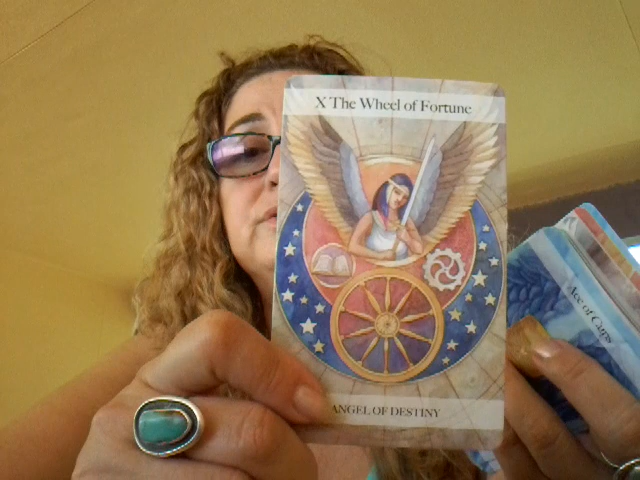 X The Wheel of Fortune
ANGEL OF DESTINY
Ace of Cups